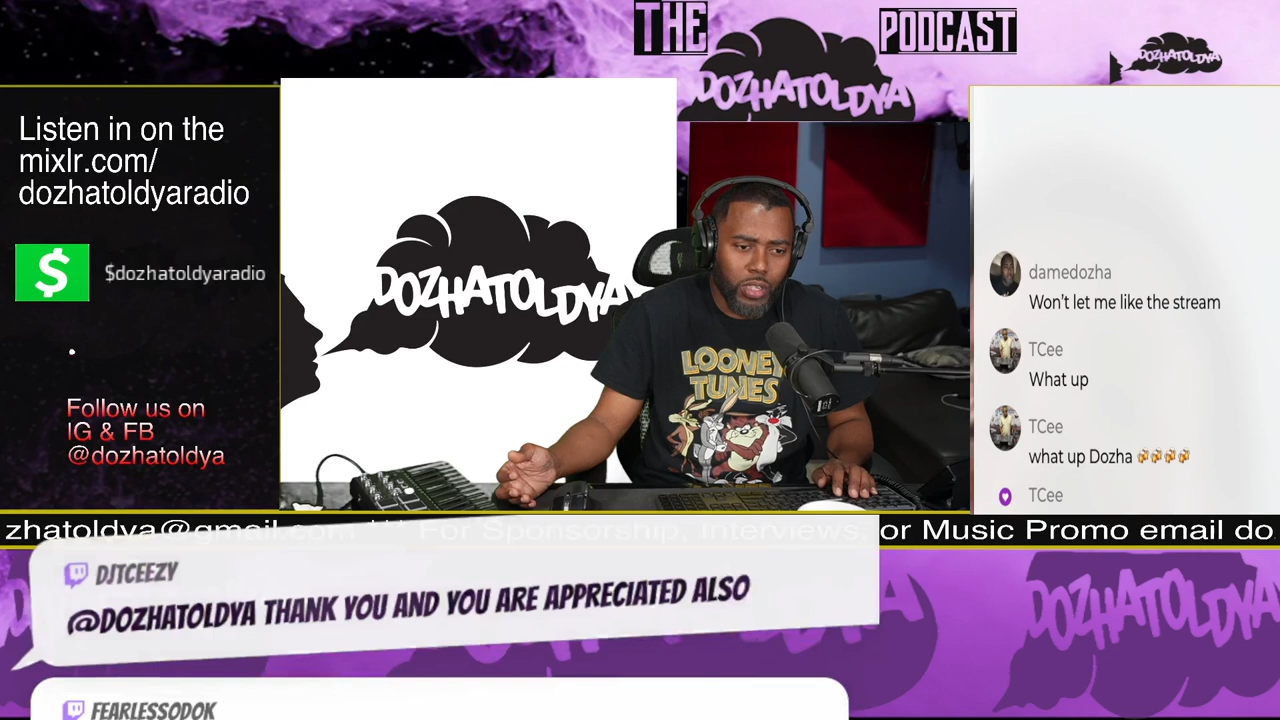 THE
PODCAST
DOZHATOLDYA
DOZHATOLDYA
Listen in on the
mixlr.com/
dozhatoldyaradio
$
$dozhatoldyaradio
Follow us on
IG & FB
@dozhatoldya
DOZHATOLDYA
LOONEY
TUNES
damedozha
Won't let me like the stream
TCee
What up
TCee
what up Dozha 🍻🍻🍻🍻
TCee
zhatoldya@gmail.com *** For Sponsorship, Interviews, or Music Promo email do
DJTCEEZY
@DOZHATOLDYA THANK YOU AND YOU ARE APPRECIATED ALSO
DOZHATOLDYA
FEARLESSODOK